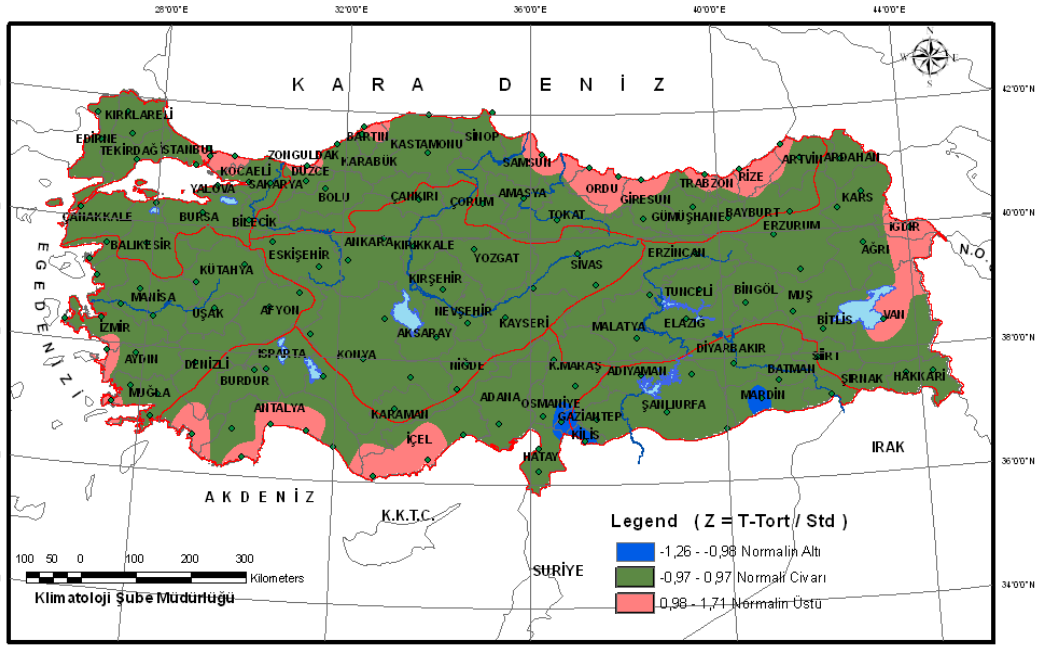 28°0'0"E 32°0'0"E 36°0'0"E 40°0'0"E 44°0'0"E
N
W E
S
K A R A D E N İ Z
42°0'0"N
KIRKLARELİ
EDİRNE
TEKİRDAĞ İSTANBUL
BARTIN
KASTAMONU SİNOP
ZONGULDAK
KARABÜK
SAMSUN
ARTVİN ARDAHAN
KOCAELİ DÜZCE
YALOVA SAKARYA
BOLU ÇANKIRI ÇORUM AMASYA
ORDU GİRESUN TRABZON RİZE
KARS
ÇANAKKALE BURSA BİLECİK
TOKAT GÜMÜŞHANE BAYBURT
ERZURUM
IĞDIR
40°0'0"N
BALIKESİR ESKİŞEHİR ANKARA KIRIKKALE
YOZGAT SİVAS ERZİNCAN AĞRI
N.Ö.
KÜTAHYA
KIRŞEHİR
TUNCELİ BİNGÖL MUŞ
MANİSA UŞAK AFYON
NEVŞEHİR KAYSERİ
MALATYA ELAZIĞ BİTLİS VAN
İZMİR
AKSARAY
38°0'0"N
EGE DENİZİ
AYDIN DENİZLİ ISPARTA KONYA
NİĞDE K.MARAŞ ADIYAMAN
DİYARBAKIR BATMAN SİİRT
ŞIRNAK HAKKARİ
BURDUR
MUĞLA
ANTALYA KARAMAN
ADANA OSMANİYE
GAZİANTEP ŞANLIURFA MARDİN
KİLİS
İÇEL
HATAY
IRAK
36°0'0"N
AKDENİZ
K.K.T.C.
SURİYE
Legend ( Z = T-Tort / Std )
-1,26 - -0,98 Normalin Altı
-0,97 - 0,97 Normali Civarı
0,98 - 1,71 Normalin Üstü
100 50 0 100 200 300
Kilometers
Klimatoloji Şube Müdürlüğü
34°0'0"N